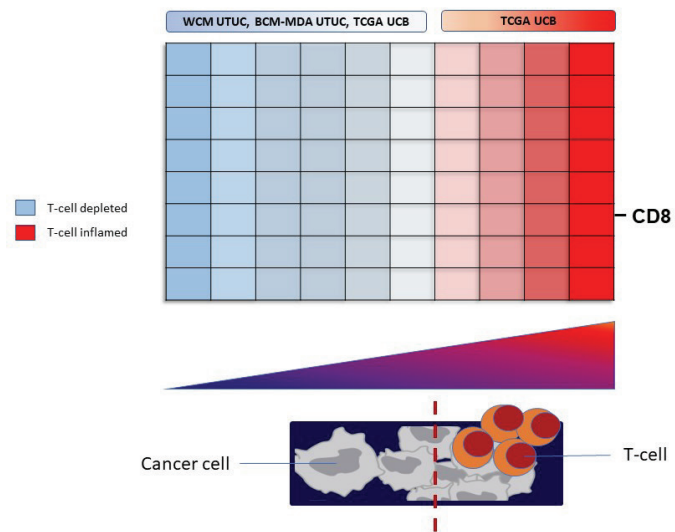 WCM UTUC, BCM-MDA UTUC, TCGA UCB
TCGA UCB
T-cell depleted
T-cell inflamed
CD8
Cancer cell
T-cell